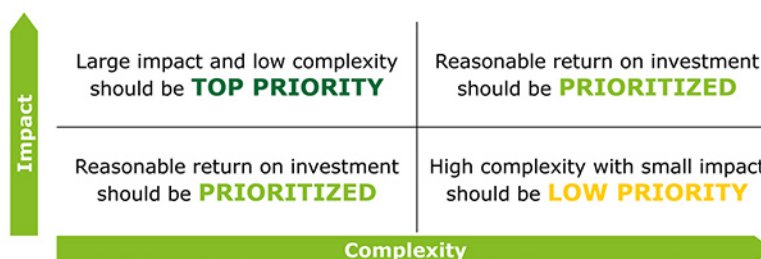 Impact
Large impact and low complexity
should be TOP PRIORITY
Reasonable return on investment
should be PRIORITIZED
Reasonable return on investment
should be PRIORITIZED
High complexity with small impact
should be LOW PRIORITY
Complexity